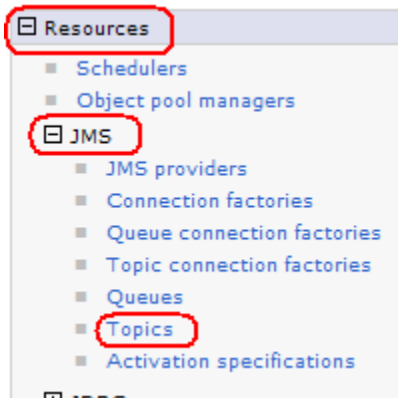 Resources
Schedulers
Object pool managers
JMS
JMS providers
Connection factories
Queue connection factories
Topic connection factories
Queues
Topics
Activation specifications